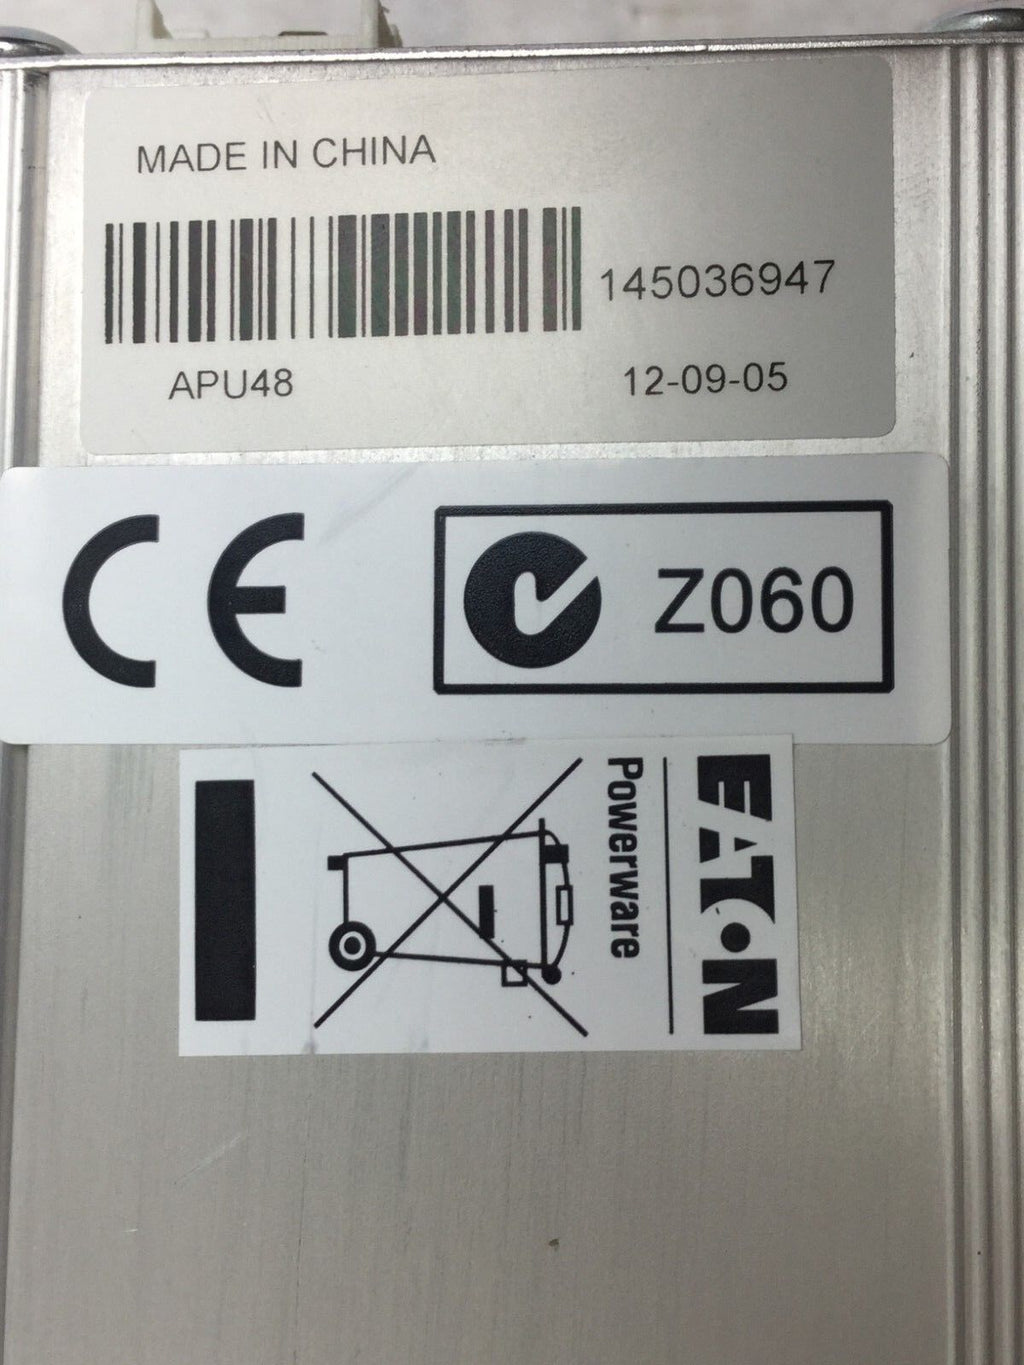 MADE IN CHINA
145036947
APU48 12-09-05
CE Z060
Powerware
EATON